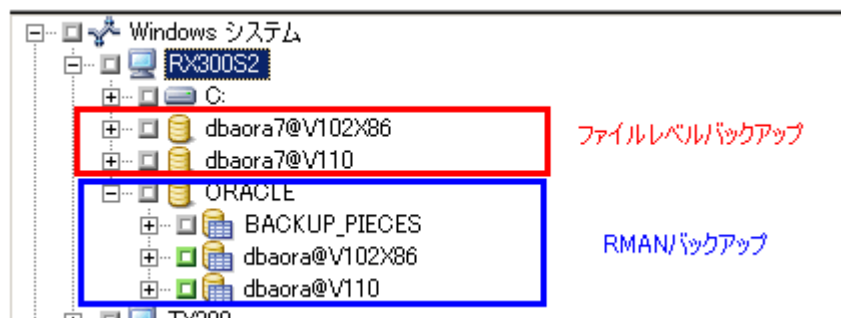 Windows システム
RX300S2
C:
dbaora7@V102X86
ファイルレベルバックアップ
dbaora7@V110
ORACLE
BACKUP_PIECES
dbaora@V102X86
RMANバックアップ
dbaora@V110